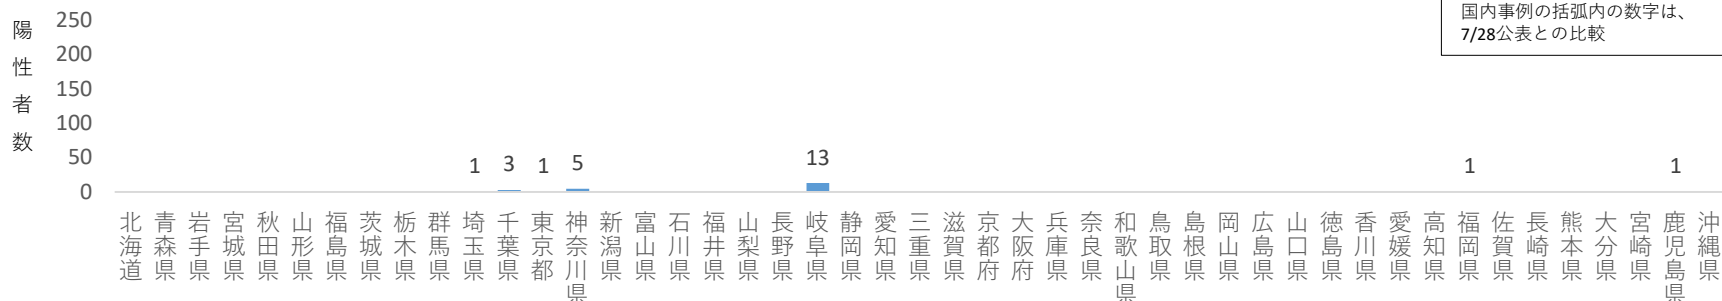 国内事例の括弧内の数字は、
7/28公表との比較
陽性者数
250
200
150
100
50
0
1 3 1 5 13 1 1
北海道 青森県 岩手県 宮城県 秋田県 山形県 福島県 茨城県 栃木県 群馬県 埼玉県 千葉県 東京都 神奈川県 新潟県 富山県 石川県 福井県 山梨県 長野県 岐阜県 静岡県 愛知県 三重県 滋賀県 京都府 大阪府 兵庫県 奈良県 和歌山県 鳥取県 島根県 岡山県 広島県 山口県 徳島県 香川県 愛媛県 高知県 福岡県 佐賀県 長崎県 熊本県 大分県 宮崎県 鹿児島県 沖縄県